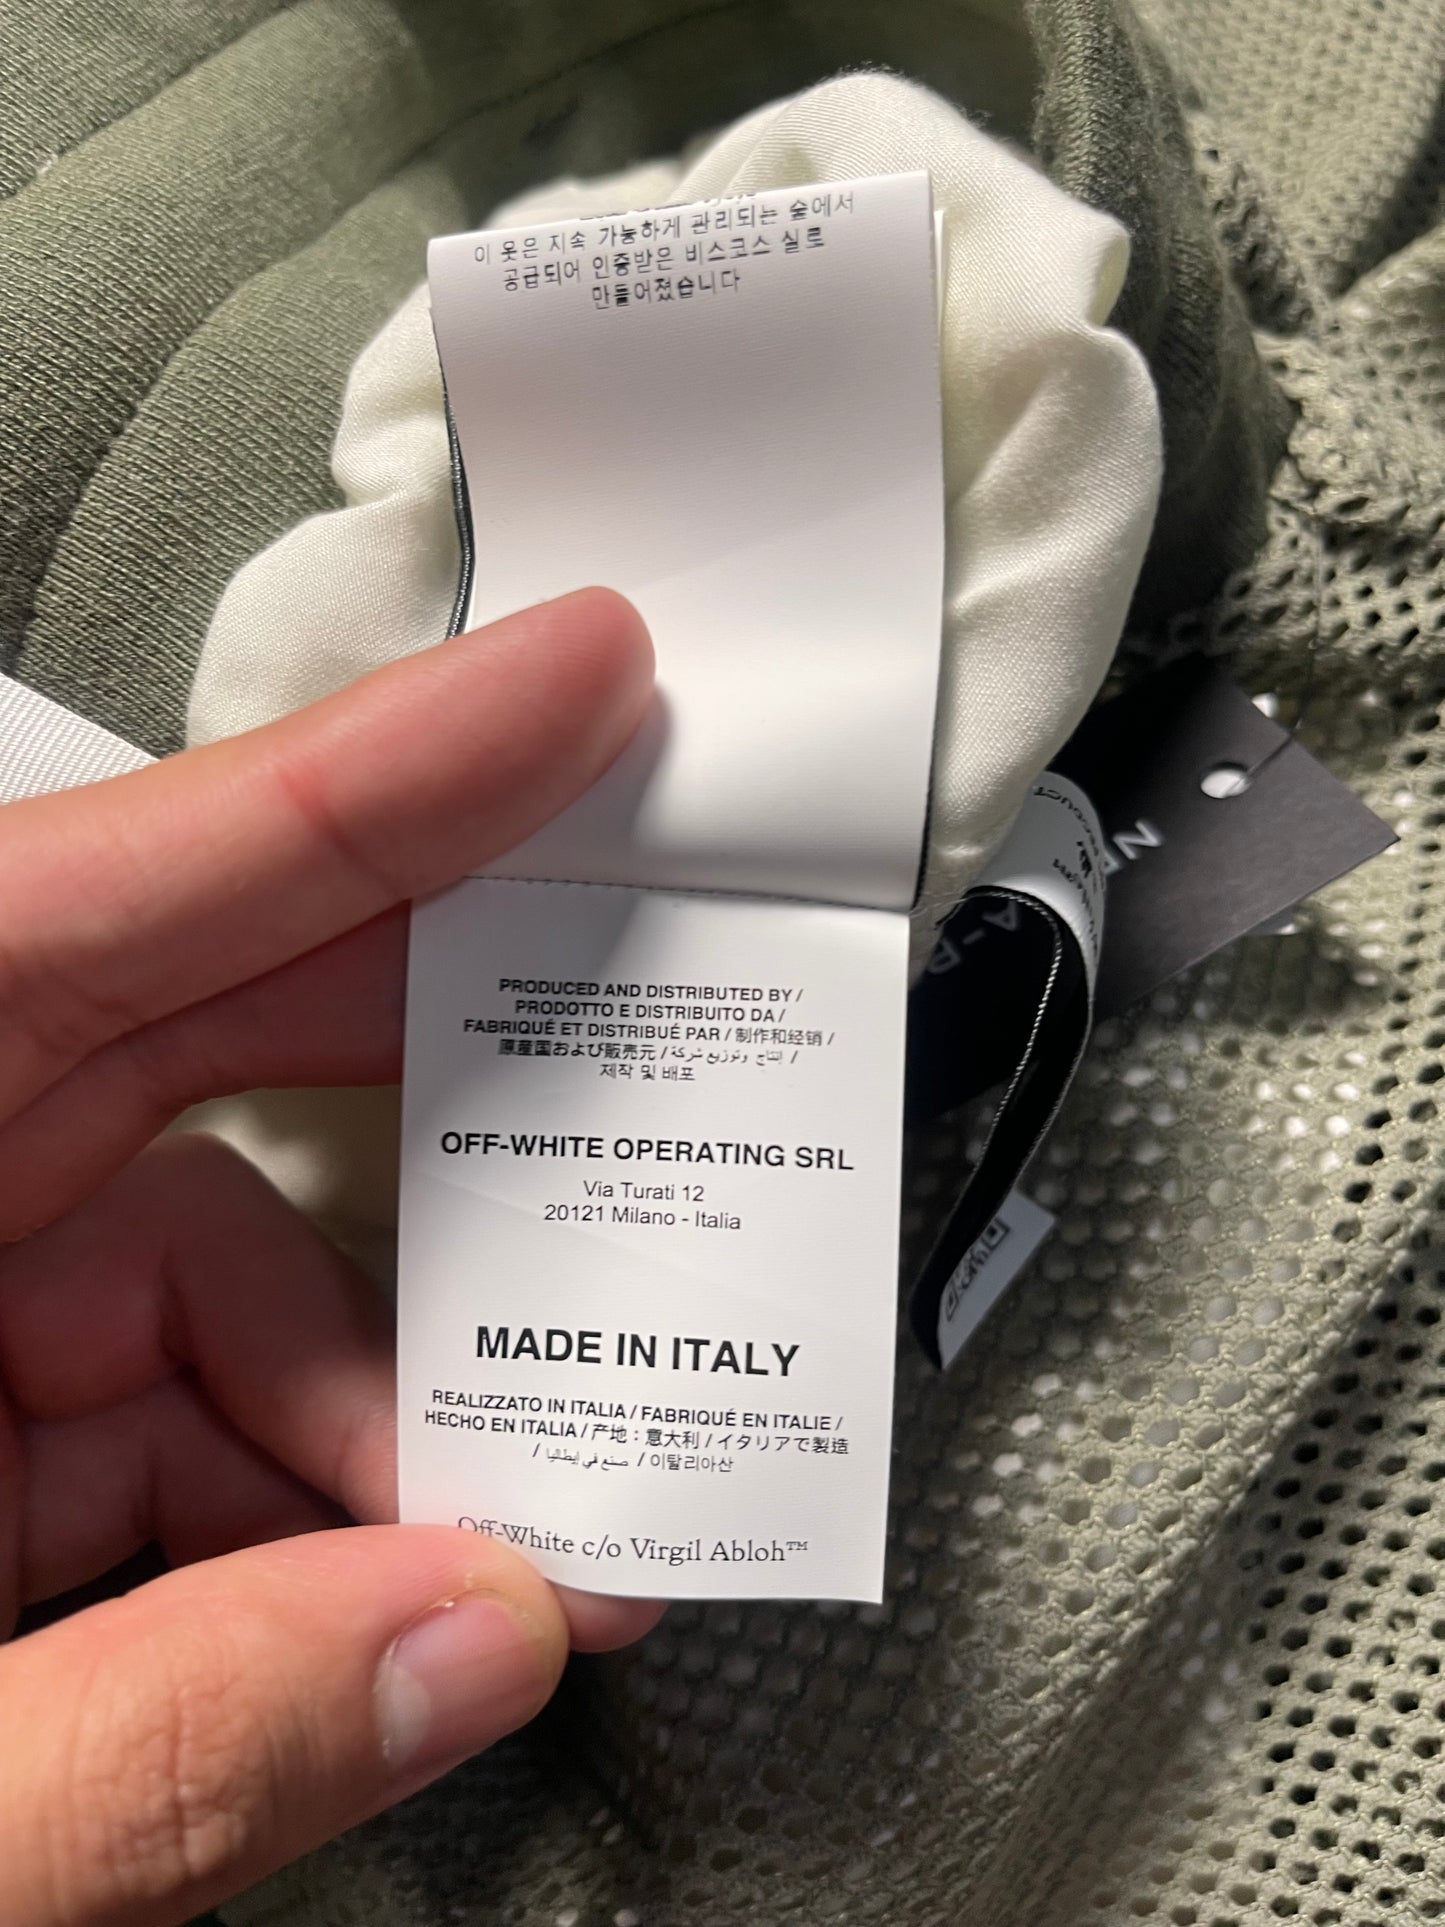 이 옷은 지속 가능하게 관리되는 숲에서
공급되어 인증받은 비스코스 실로
만들어졌습니다
PRODUCED AND DISTRIBUTED BY /
PRODOTTO E DISTRIBUITO DA /
FABRIQUÉ ET DISTRIBUÉ PAR / 制作和经销 /
原産国および販売元 / إنتاج وتوزيع شركة /
제작 및 배포
OFF-WHITE OPERATING SRL
Via Turati 12
20121 Milano - Italia
MADE IN ITALY
REALIZZATO IN ITALIA / FABRIQUÉ EN ITALIE /
HECHO EN ITALIA / 产地：意大利 / イタリアで製造
/ صنع في إيطاليا / 이탈리아산
Off-White c/o Virgil Abloh™